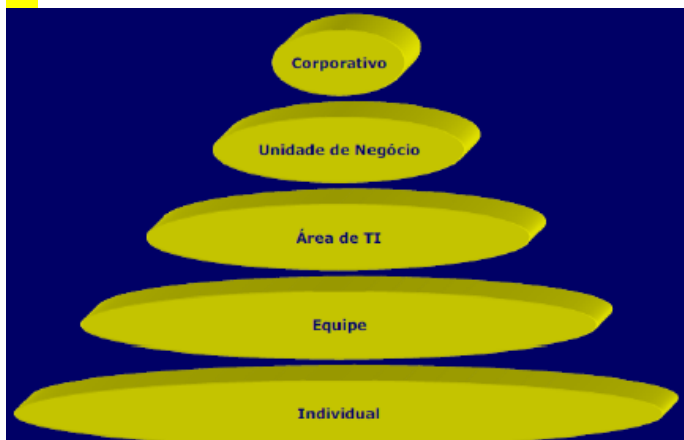 Corporativo
Unidade de Negócio
Área de TI
Equipe
Individual